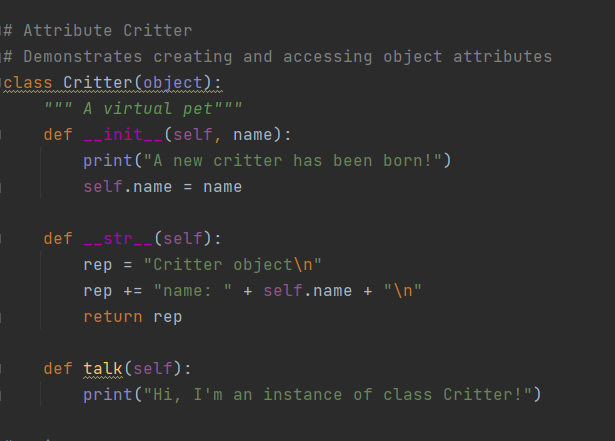 # Attribute Critter
# Demonstrates creating and accessing object attributes
class Critter(object):
    """ A virtual pet"""
    def __init__(self, name):
        print("A new critter has been born!")
        self.name = name

    def __str__(self):
        rep = "Critter object\n"
        rep += "name: " + self.name + "\n"
        return rep

    def talk(self):
        print("Hi, I'm an instance of class Critter!")